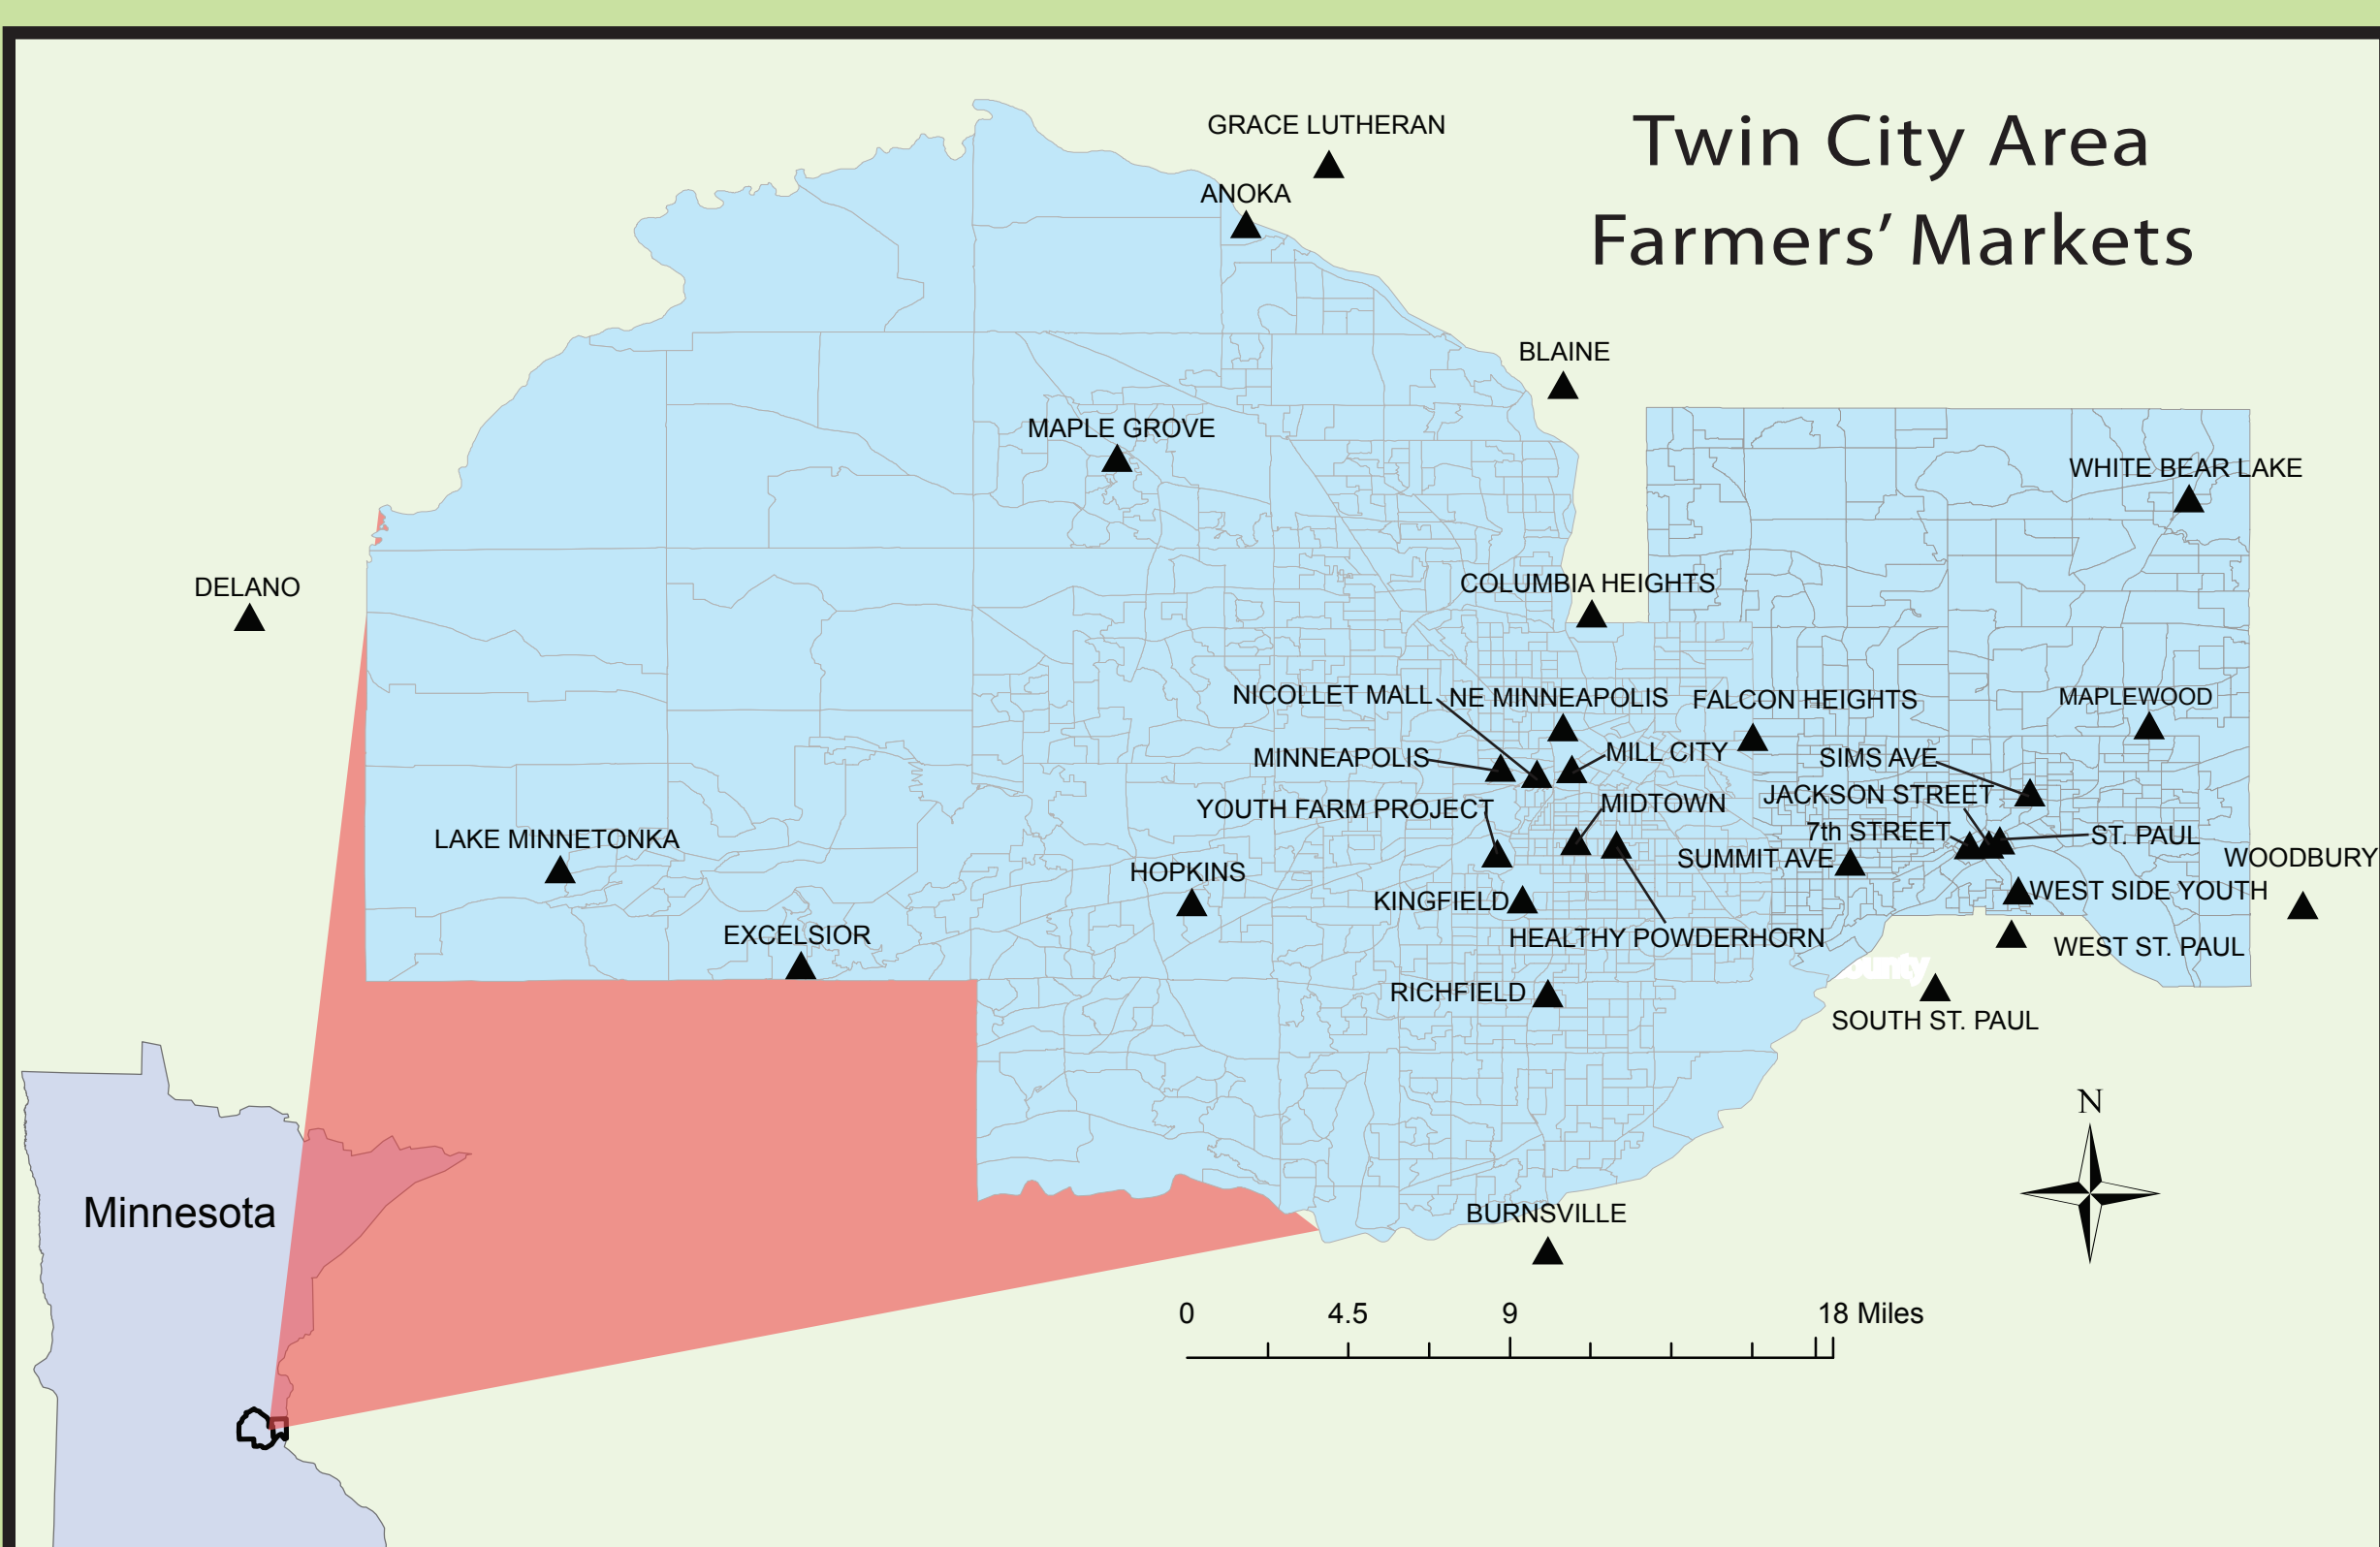 Twin City Area
Farmers’ Markets
GRACE LUTHERAN
ANOKA
BLAINE
MAPLE GROVE
WHITE BEAR LAKE
DELANO
COLUMBIA HEIGHTS
NICOLLET MALL
NE MINNEAPOLIS
FALCON HEIGHTS
MAPLEWOOD
MINNEAPOLIS
MILL CITY
SIMS AVE
YOUTH FARM PROJECT
MIDTOWN
JACKSON STREET
7th STREET
ST. PAUL
LAKE MINNETONKA
HOPKINS
SUMMIT AVE
WOODBURY
KINGFIELD
WEST SIDE YOUTH
EXCELSIOR
HEALTHY POWDERHORN
WEST ST. PAUL
RICHFIELD
SOUTH ST. PAUL
N
Minnesota
BURNSVILLE
0 4.5 9 18 Miles